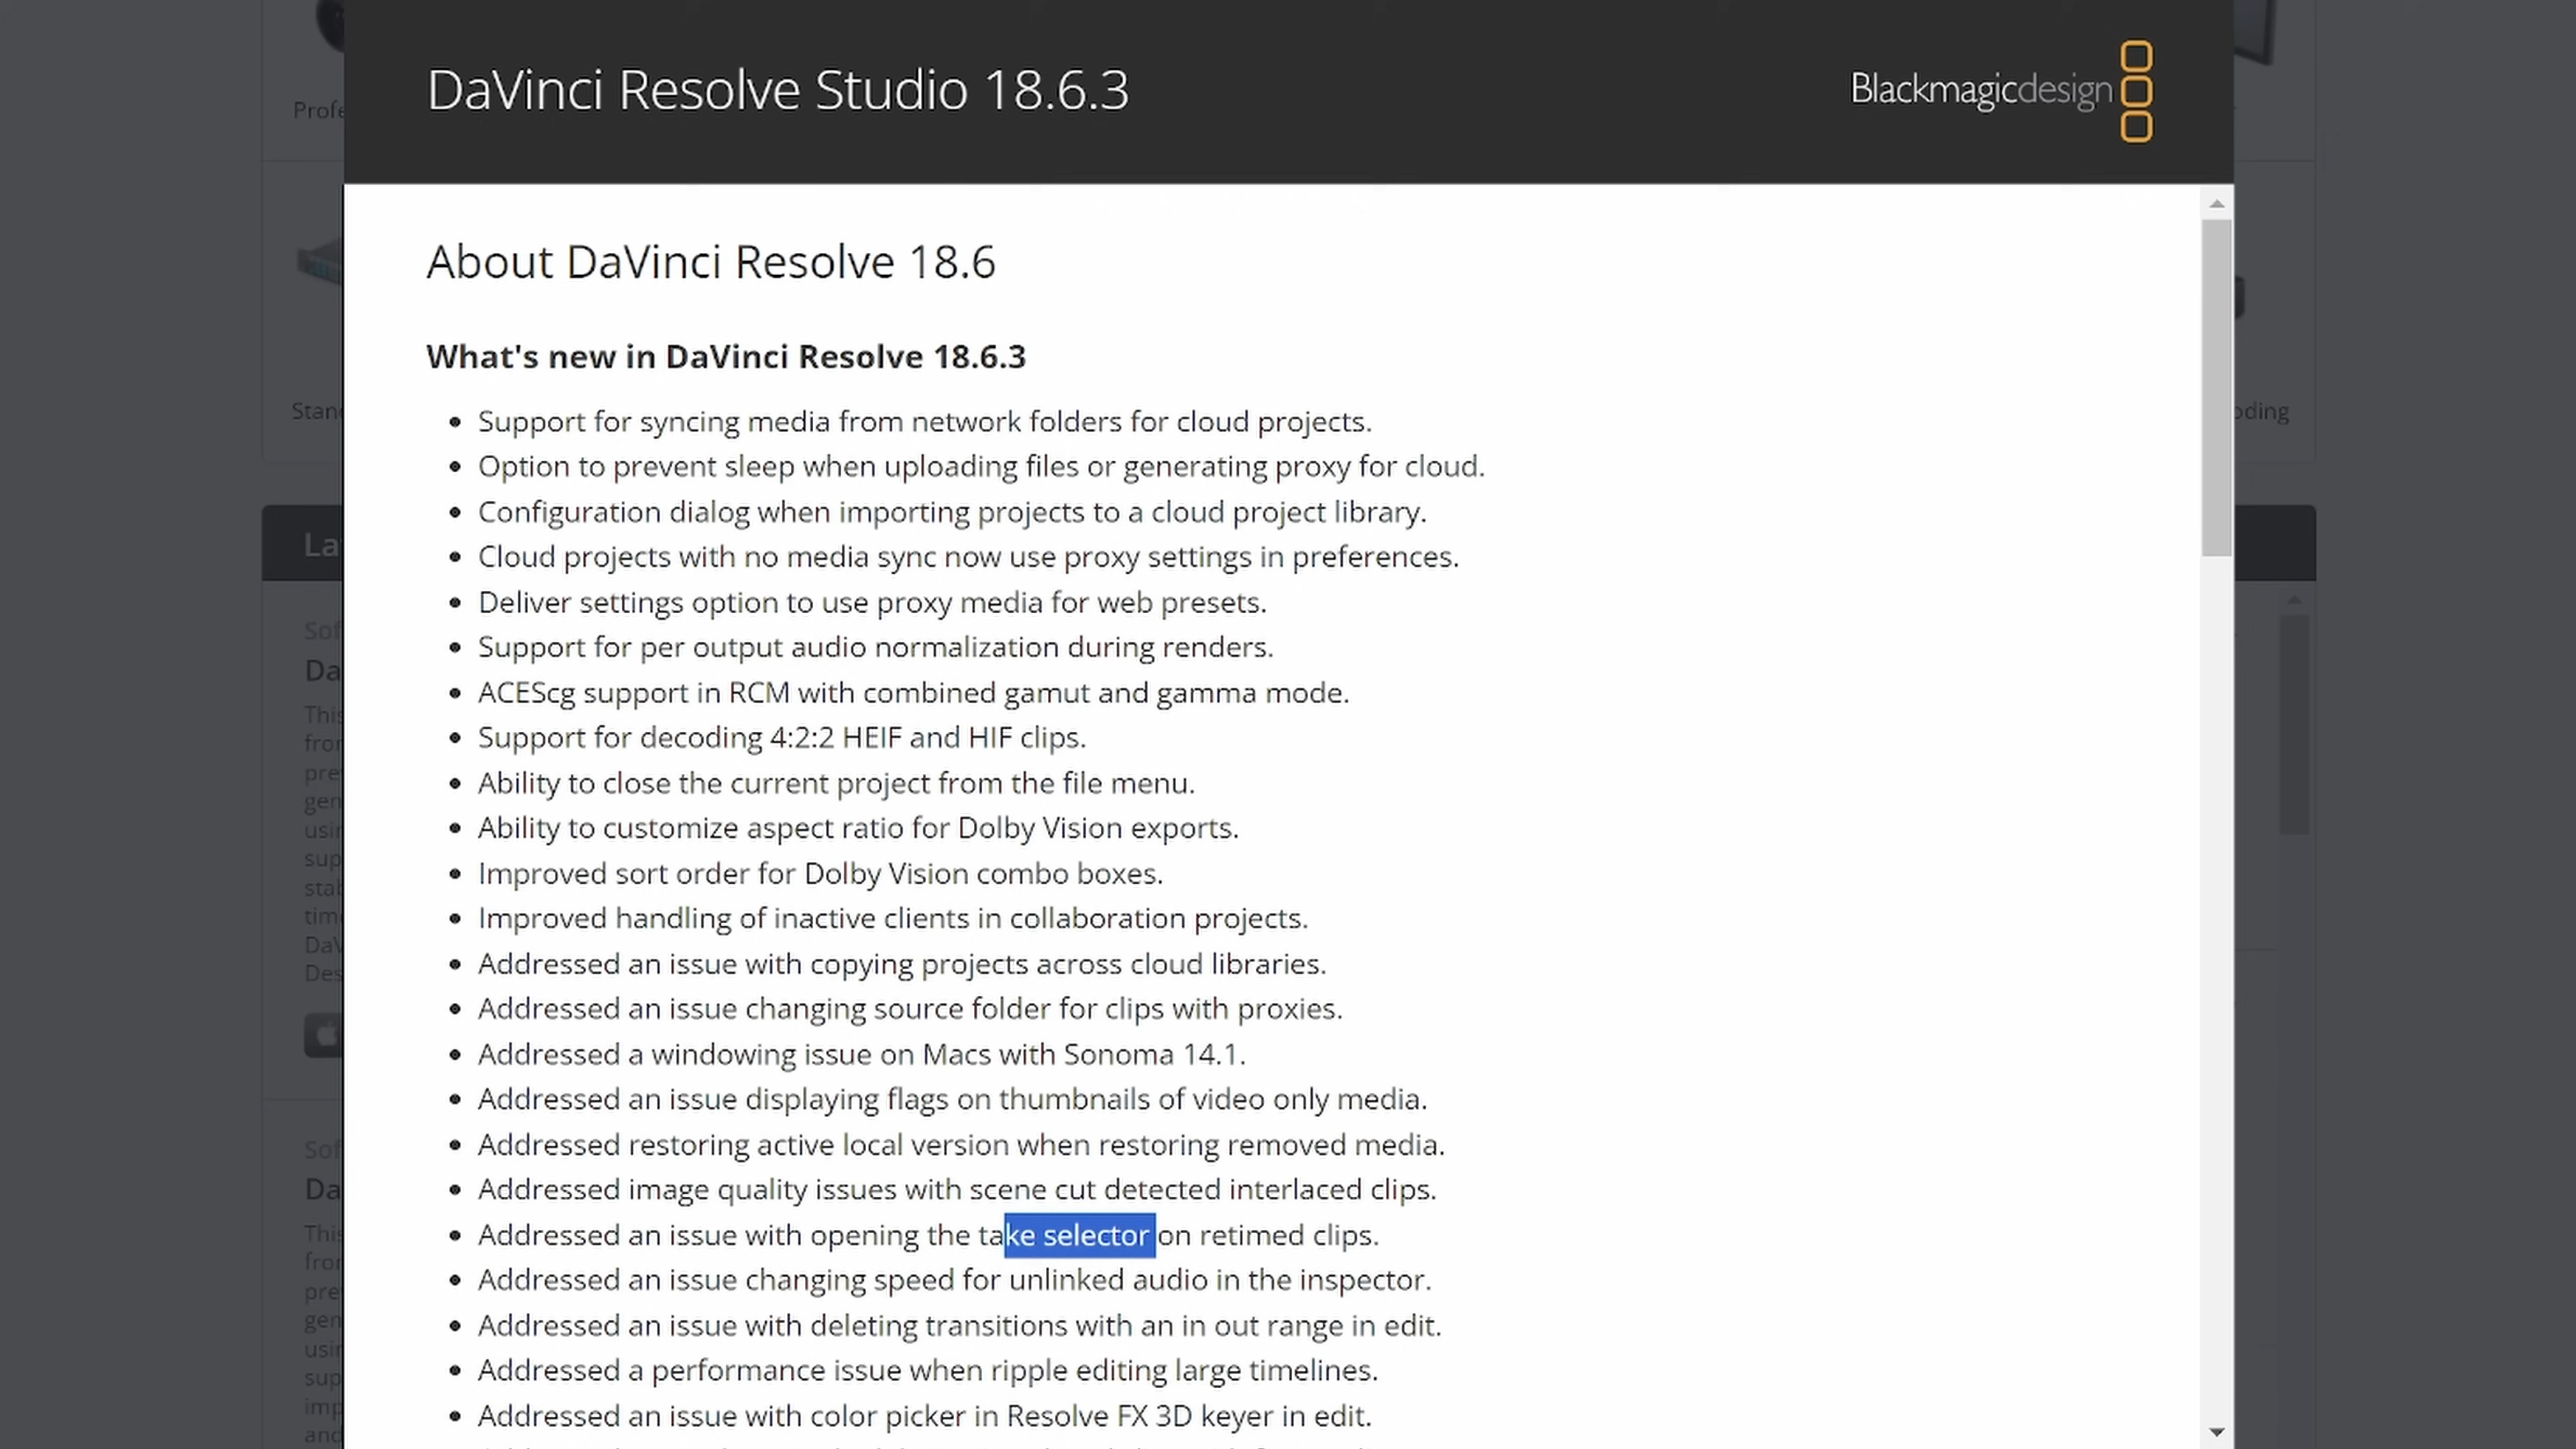 DaVinci Resolve Studio 18.6.3
Blackmagicdesign
About DaVinci Resolve 18.6
What's new in DaVinci Resolve 18.6.3
Support for syncing media from network folders for cloud projects.
Option to prevent sleep when uploading files or generating proxy for cloud.
Configuration dialog when importing projects to a cloud project library.
Cloud projects with no media sync now use proxy settings in preferences.
Deliver settings option to use proxy media for web presets.
Support for per output audio normalization during renders.
ACEScg support in RCM with combined gamut and gamma mode.
Support for decoding 4:2:2 HEIF and HIF clips.
Ability to close the current project from the file menu.
Ability to customize aspect ratio for Dolby Vision exports.
Improved sort order for Dolby Vision combo boxes.
Improved handling of inactive clients in collaboration projects.
Addressed an issue with copying projects across cloud libraries.
Addressed an issue changing source folder for clips with proxies.
Addressed a windowing issue on Macs with Sonoma 14.1.
Addressed an issue displaying flags on thumbnails of video only media.
Addressed restoring active local version when restoring removed media.
Addressed image quality issues with scene cut detected interlaced clips.
Addressed an issue with opening the take selector on retimed clips.
Addressed an issue changing speed for unlinked audio in the inspector.
Addressed an issue with deleting transitions with an in out range in edit.
Addressed a performance issue when ripple editing large timelines.
Addressed an issue with color picker in Resolve FX 3D keyer in edit.